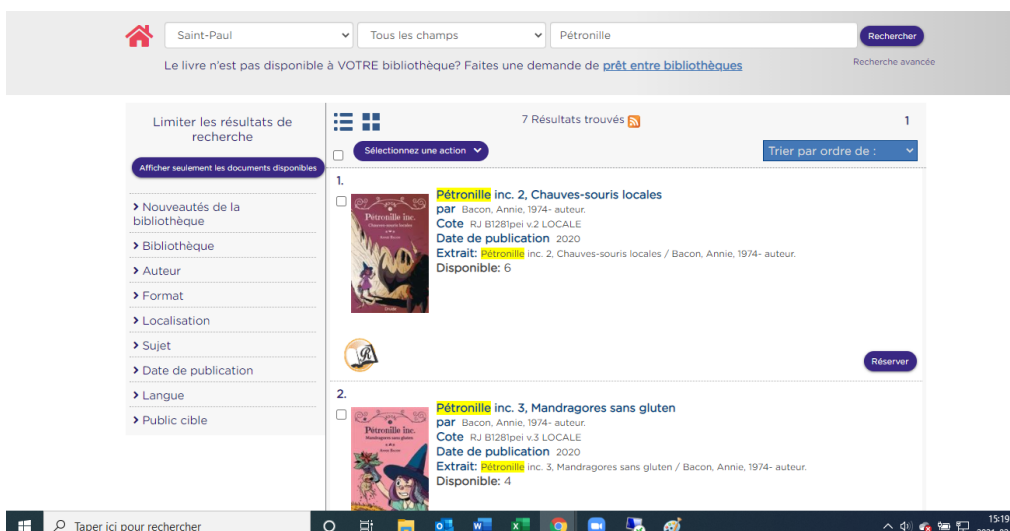 Saint-Paul
Tous les champs
Pétronille
Rechercher
Le livre n'est pas disponible à VOTRE bibliothèque? Faites une demande de prêt entre bibliothèques
Recherche avancée
Limiter les résultats de
recherche
Afficher seulement les documents disponibles
Nouveautés de la
bibliothèque
Bibliothèque
Auteur
Format
Localisation
Sujet
Date de publication
Langue
Public cible
7 Résultats trouvés
1
Sélectionnez une action
Trier par ordre de :
1.
Pétronille inc.
Chauves-souris locales
Annie Bacon
Pétronille inc. 2, Chauves-souris locales
par Bacon, Annie, 1974- auteur.
Cote RJ B1281pei v.2 LOCALE
Date de publication 2020
Extrait: Pétronille inc. 2, Chauves-souris locales / Bacon, Annie, 1974- auteur.
Disponible: 6
R
Réserver
2.
Pétronille inc.
Mandragores sans gluten
Annie Bacon
Pétronille inc. 3, Mandragores sans gluten
par Bacon, Annie, 1974- auteur.
Cote RJ B1281pei v.3 LOCALE
Date de publication 2020
Extrait: Pétronille inc. 3, Mandragores sans gluten / Bacon, Annie, 1974- auteur.
Disponible: 4
Taper ici pour rechercher
15:19